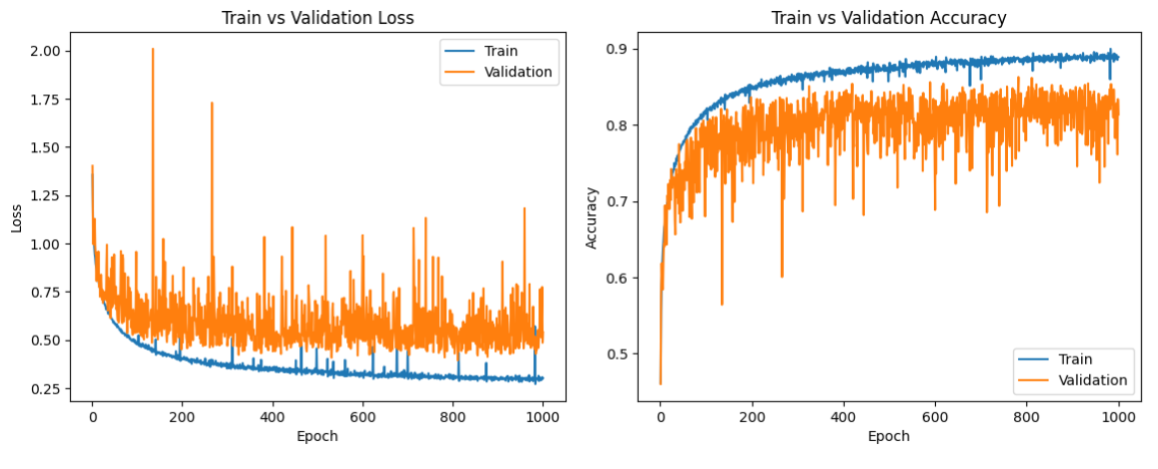 Train vs Validation Loss
2.00
1.75
1.50
1.25
1.00
0.75
0.50
0.25
Loss
0
200
400
600
800
1000
Epoch
Train
Validation
Train vs Validation Accuracy
0.9
0.8
0.7
0.6
0.5
Accuracy
0
200
400
600
800
1000
Epoch
Train
Validation